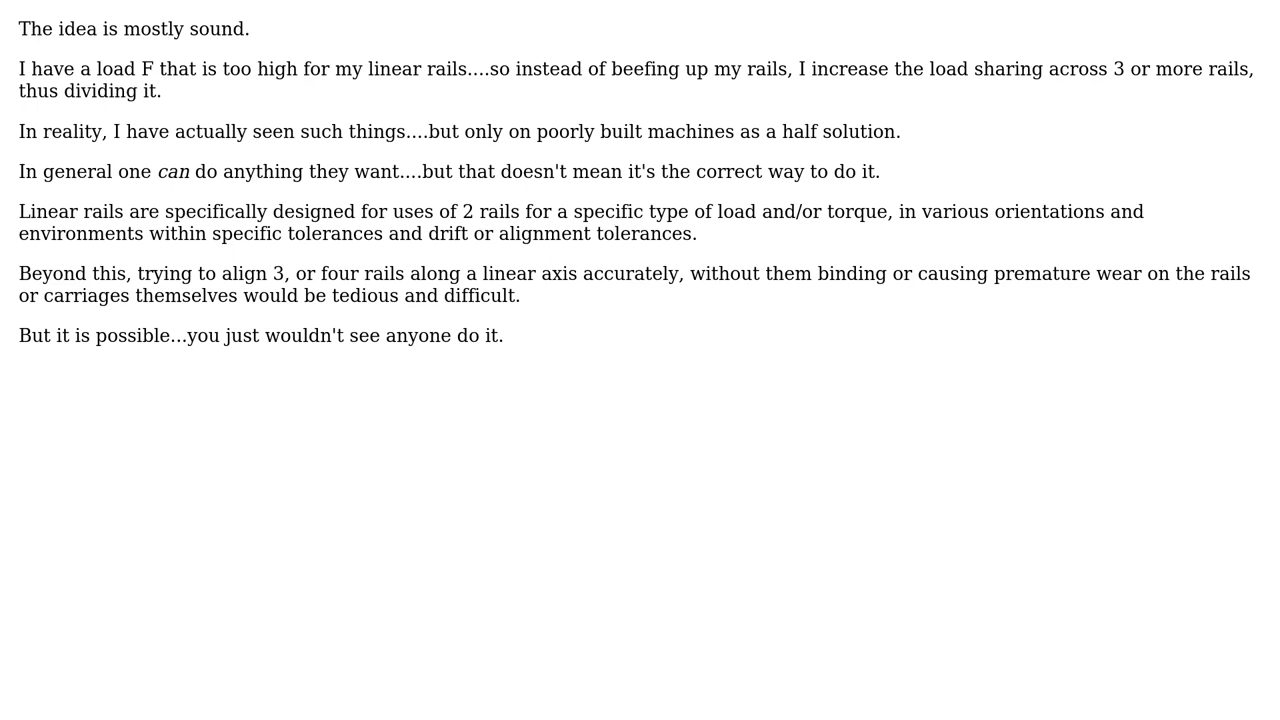 The idea is mostly sound.
I have a load F that is too high for my linear rails....so instead of beefing up my rails, I increase the load sharing across 3 or more rails,
thus dividing it.
In reality, I have actually seen such things....but only on poorly built machines as a half solution.
In general one can do anything they want....but that doesn't mean it's the correct way to do it.
Linear rails are specifically designed for uses of 2 rails for a specific type of load and/or torque, in various orientations and
environments within specific tolerances and drift or alignment tolerances.
Beyond this, trying to align 3, or four rails along a linear axis accurately, without them binding or causing premature wear on the rails
or carriages themselves would be tedious and difficult.
But it is possible...you just wouldn't see anyone do it.